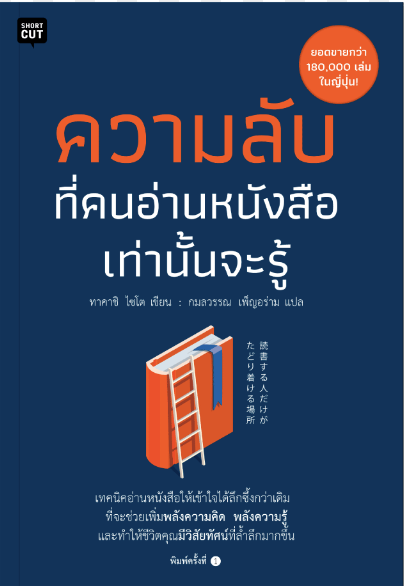 SHORT
CUT
ยอดขายกว่า
180,000 เล่ม
ในญี่ปุ่น!
ความลับ
ที่คนอ่านหนังสือ
เท่านั้นจะรู้
ทาคาชิ ไซโต เขียน : กมลวรรณ เพ็ญอร่าม แปล
読書する人だけが
たどり着ける場所
เทคนิคอ่านหนังสือให้เข้าใจได้ลึกซึ้งกว่าเดิม
ที่จะช่วยเพิ่มพลังความคิด พลังความรู้
และทำให้ชีวิตคุณมีวิสัยทัศน์ที่ล้ำลึกมากขึ้น
พิมพ์ครั้งที่ 1